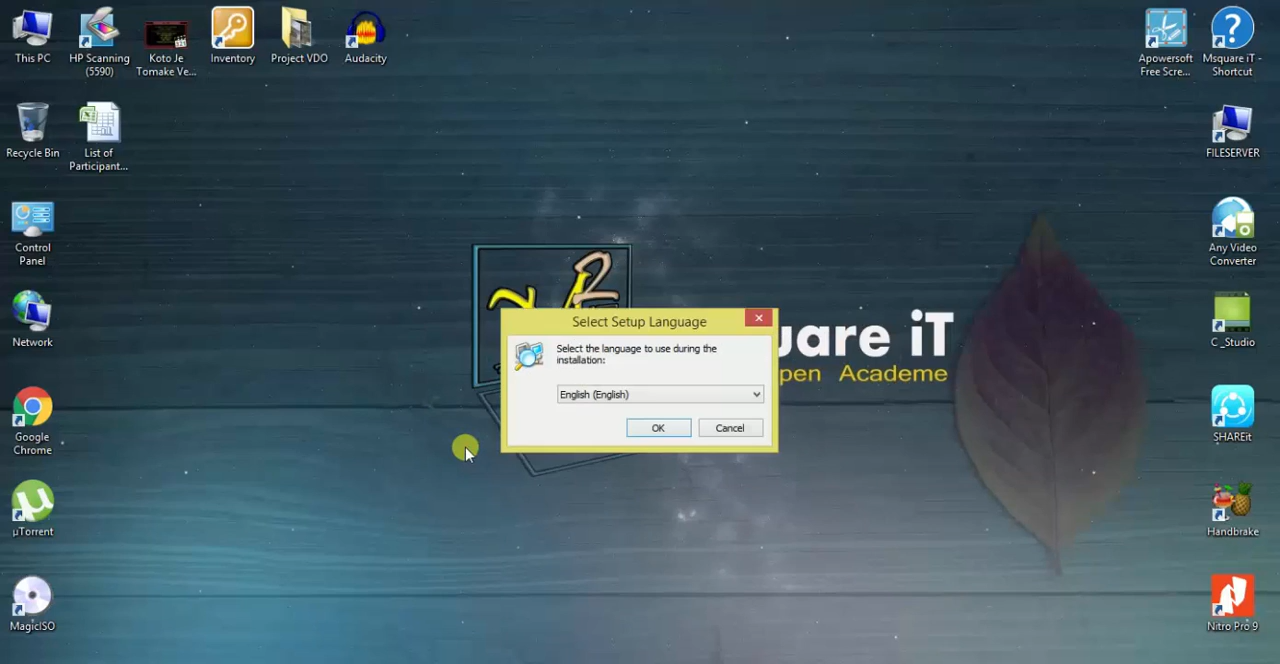 This PC
HP Scanning
(5590)
Koto Je
Tomake Ve...
Inventory
Project VDO
Audacity
Apowersoft
Free Scre...
Msquare iT -
Shortcut
Recycle Bin
List of
Participant...
FILESERVER
Control
Panel
Any Video
Converter
Select Setup Language
Select the language to use during the
installation:
English (English)
OK
Cancel
uare iT
pen Academe
Network
C _Studio
Google
Chrome
SHAREit
µTorrent
Handbrake
MagicISO
Nitro Pro 9